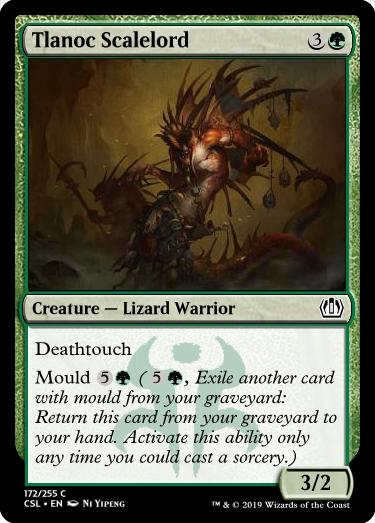 Tlanoc Scalelord 3
Creature — Lizard Warrior
Deathtouch
Mould 5 ( 5 , Exile another card
with mould from your graveyard:
Return this card from your graveyard to
your hand. Activate this ability only
any time you could cast a sorcery.)
3/2
172/255 C
CSL • EN Ni Yipeng
™ & © 2019 Wizards of the Coast